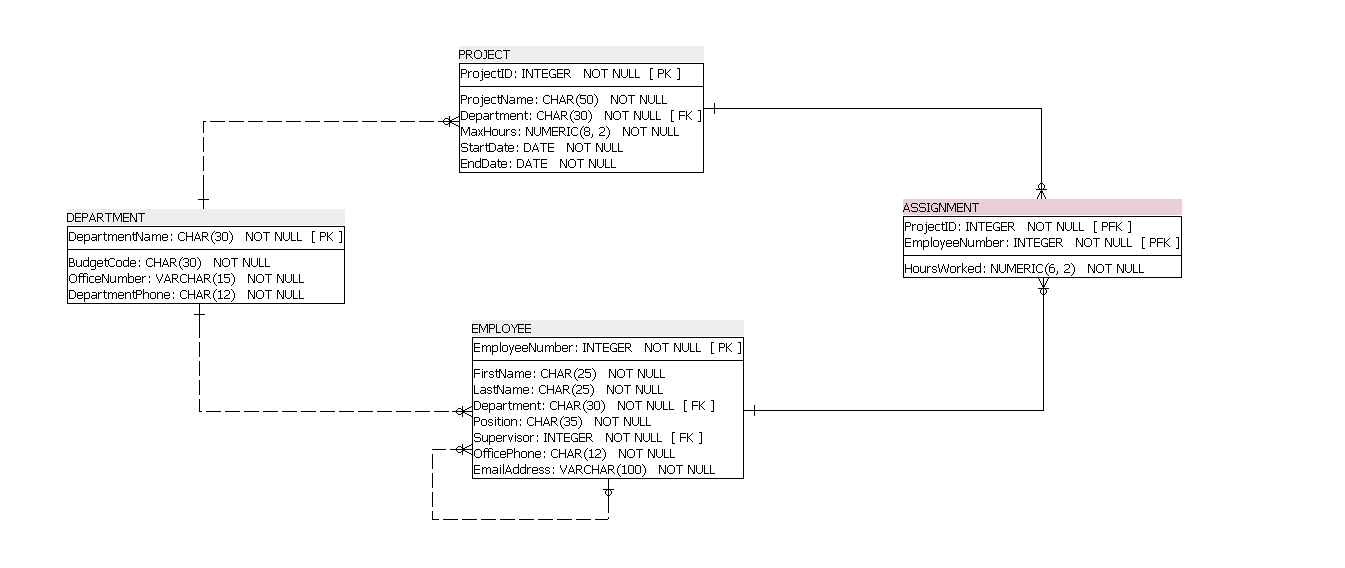 PROJECT
ProjectID: INTEGER NOT NULL [ PK ]
ProjectName: CHAR(50) NOT NULL
Department: CHAR(30) NOT NULL [ FK ]
MaxHours: NUMERIC(8, 2) NOT NULL
StartDate: DATE NOT NULL
EndDate: DATE NOT NULL
DEPARTMENT
DepartmentName: CHAR(30) NOT NULL [ PK ]
BudgetCode: CHAR(30) NOT NULL
OfficeNumber: VARCHAR(15) NOT NULL
DepartmentPhone: CHAR(12) NOT NULL
ASSIGNMENT
ProjectID: INTEGER NOT NULL [ PFK ]
EmployeeNumber: INTEGER NOT NULL [ PFK ]
HoursWorked: NUMERIC(6, 2) NOT NULL
EMPLOYEE
EmployeeNumber: INTEGER NOT NULL [ PK ]
FirstName: CHAR(25) NOT NULL
LastName: CHAR(25) NOT NULL
Department: CHAR(30) NOT NULL [ FK ]
Position: CHAR(35) NOT NULL
Supervisor: INTEGER NOT NULL [ FK ]
OfficePhone: CHAR(12) NOT NULL
EmailAddress: VARCHAR(100) NOT NULL